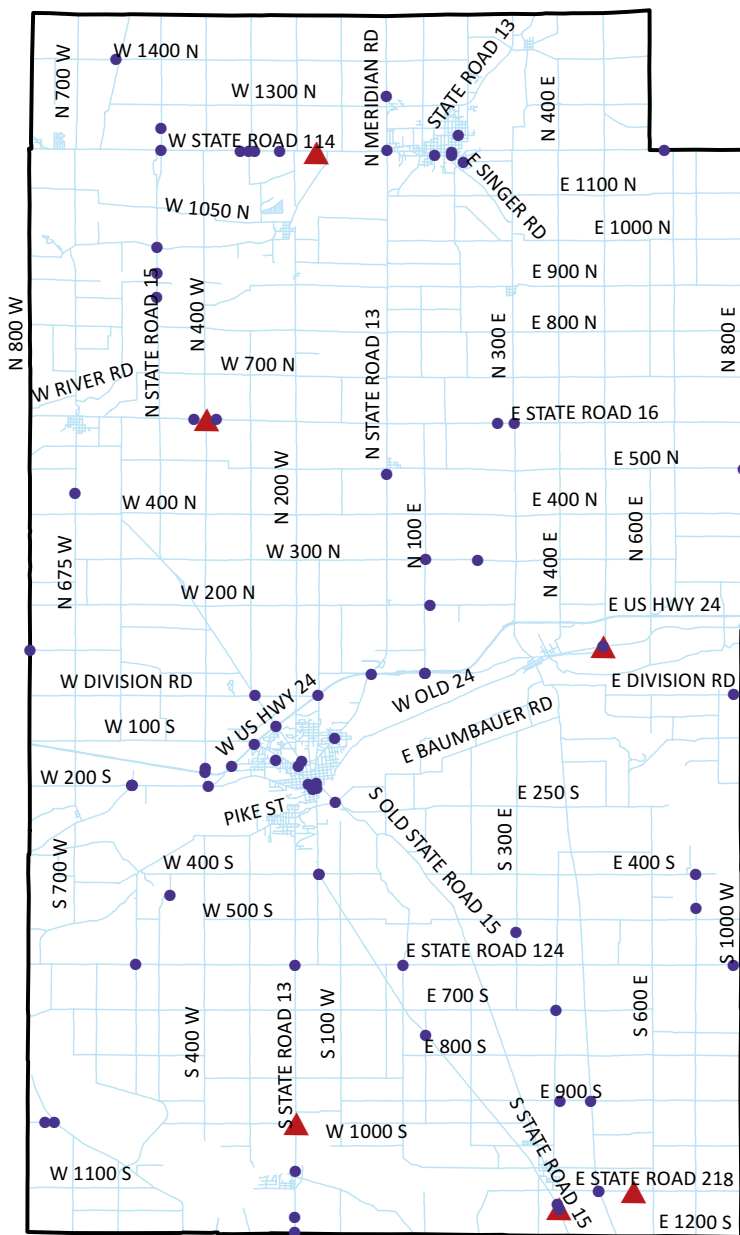 W 1400 N
N 700 W
W 1300 N
N MERIDIAN RD
STATE ROAD 13
N 400 E
W STATE ROAD 114
E SINGER RD
E 1100 N
W 1050 N
E 1000 N
E 900 N
N STATE ROAD 15
N 400 W
N 800 W
E 800 N
N 300 E
N 800 E
W 700 N
W RIVER RD
N STATE ROAD 13
E STATE ROAD 16
E 500 N
N 200 W
W 400 N
E 400 N
N 100 E
N 600 E
N 400 E
W 300 N
N 675 W
W 200 N
E US HWY 24
W DIVISION RD
W US HWY 24
W OLD 24
E DIVISION RD
W 100 S
E BAUMBAUER RD
W 200 S
PIKE ST
S OLD STATE ROAD 15
E 250 S
S 300 E
S 700 W
W 400 S
E 400 S
W 500 S
S 1000 W
E STATE ROAD 124
S STATE ROAD 13
S 100 W
E 700 S
S 600 E
S 400 W
E 800 S
E 900 S
W 1000 S
S STATE ROAD 15
W 1100 S
E STATE ROAD 218
E 1200 S